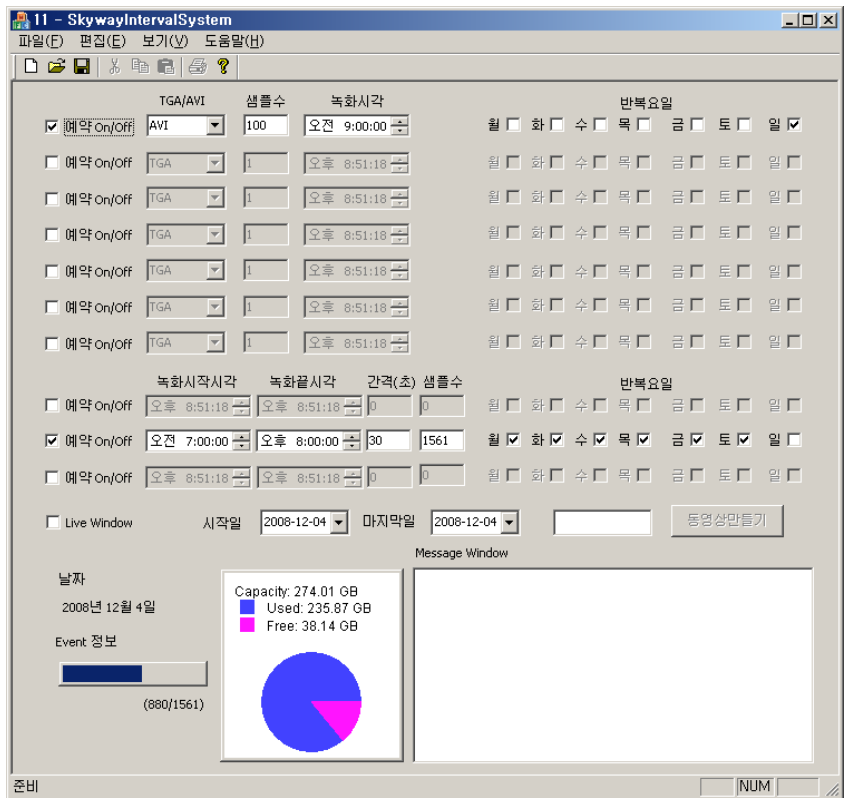 11 - SkywayIntervalSystem
파일(F) 편집(E) 보기(V) 도움말(H)
TGA/AVI 샘플수 녹화시각 반복요일
예약 On/Off AVI 100 오전 9:00:00 월 화 수 목 금 토 일
예약 On/Off TGA 1 오후 8:51:18 월 화 수 목 금 토 일
예약 On/Off TGA 1 오후 8:51:18 월 화 수 목 금 토 일
예약 On/Off TGA 1 오후 8:51:18 월 화 수 목 금 토 일
예약 On/Off TGA 1 오후 8:51:18 월 화 수 목 금 토 일
예약 On/Off TGA 1 오후 8:51:18 월 화 수 목 금 토 일
예약 On/Off TGA 1 오후 8:51:18 월 화 수 목 금 토 일
녹화시작시각 녹화끝시각 간격(초) 샘플수 반복요일
예약 On/Off 오후 8:51:18 오후 8:51:18 0 0 월 화 수 목 금 토 일
예약 On/Off 오전 7:00:00 오후 8:00:00 30 1561 월 화 수 목 금 토 일
예약 On/Off 오후 8:51:18 오후 8:51:18 0 0 월 화 수 목 금 토 일
Live Window 시작일 2008-12-04 마지막일 2008-12-04 동영상만들기
Message Window
날짜
2008년 12월 4일
Event 정보
(880/1561)
Capacity: 274.01 GB
Used: 235.87 GB
Free: 38.14 GB
준비 NUM